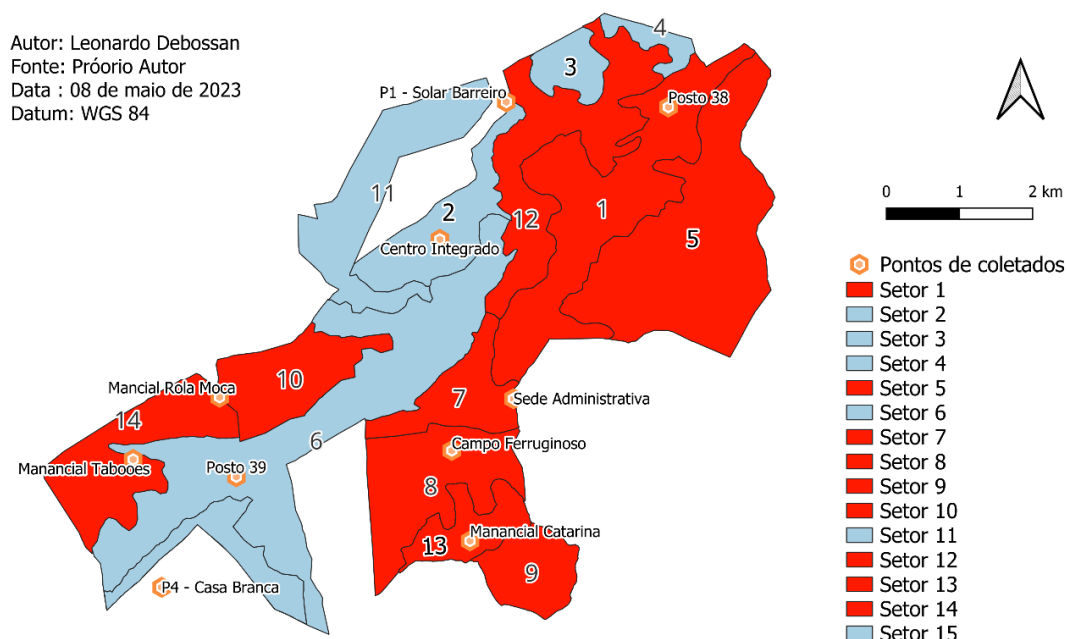 Autor: Leonardo Debossan
Fonte: Próorio Autor
Data : 08 de maio de 2023
Datum: WGS 84
4
3
P1 - Solar Barreiro
Posto 38
11
2
12
1
5
Centro Integrado
0 1 2 km
Pontos de coletados
Setor 1
Setor 2
Setor 3
Setor 4
Setor 5
Setor 6
Setor 7
Setor 8
Setor 9
Setor 10
Setor 11
Setor 12
Setor 13
Setor 14
Setor 15
10
Mancial Rola Moca
7
Sede Administrativa
14
6
Campo Ferruginoso
Manancial Tabooes
Posto 39
8
Manancial Catarina
13
9
P4 - Casa Branca